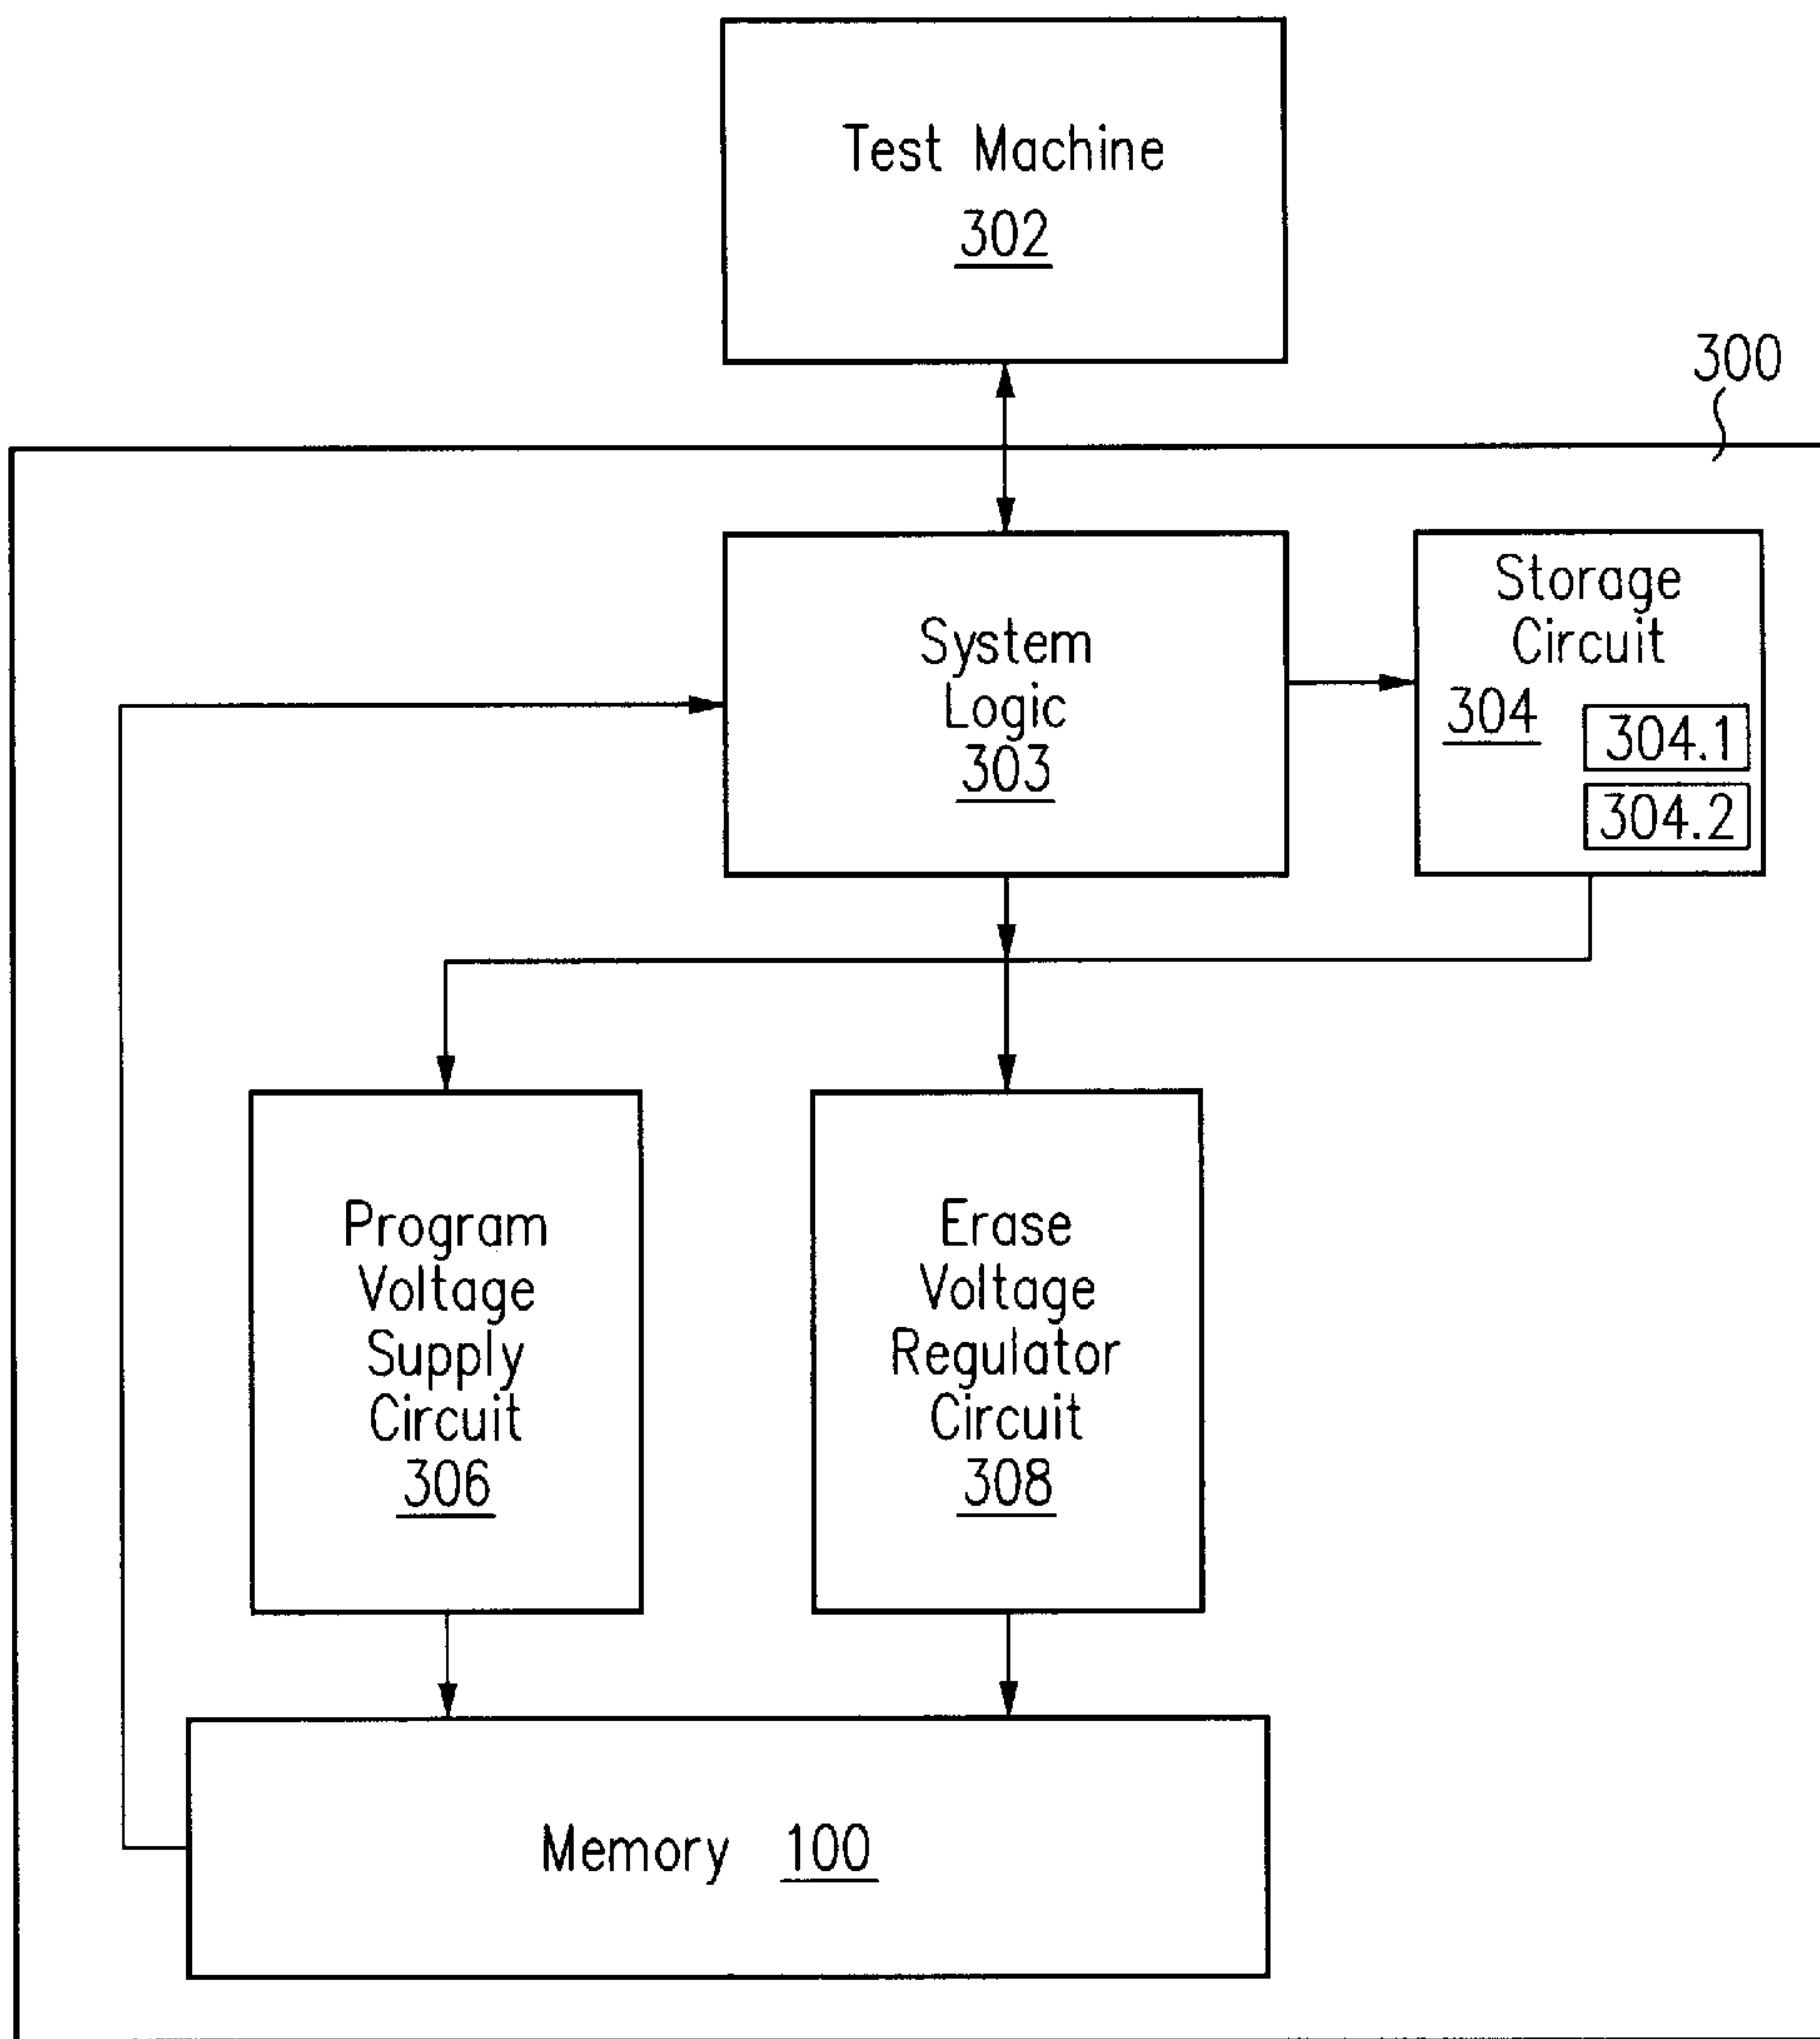 Test Machine
302
300
System
Logic
303
Storage
Circuit
304
304.1
304.2
Program
Voltage
Supply
Circuit
306
Erase
Voltage
Regulator
Circuit
308
Memory 100